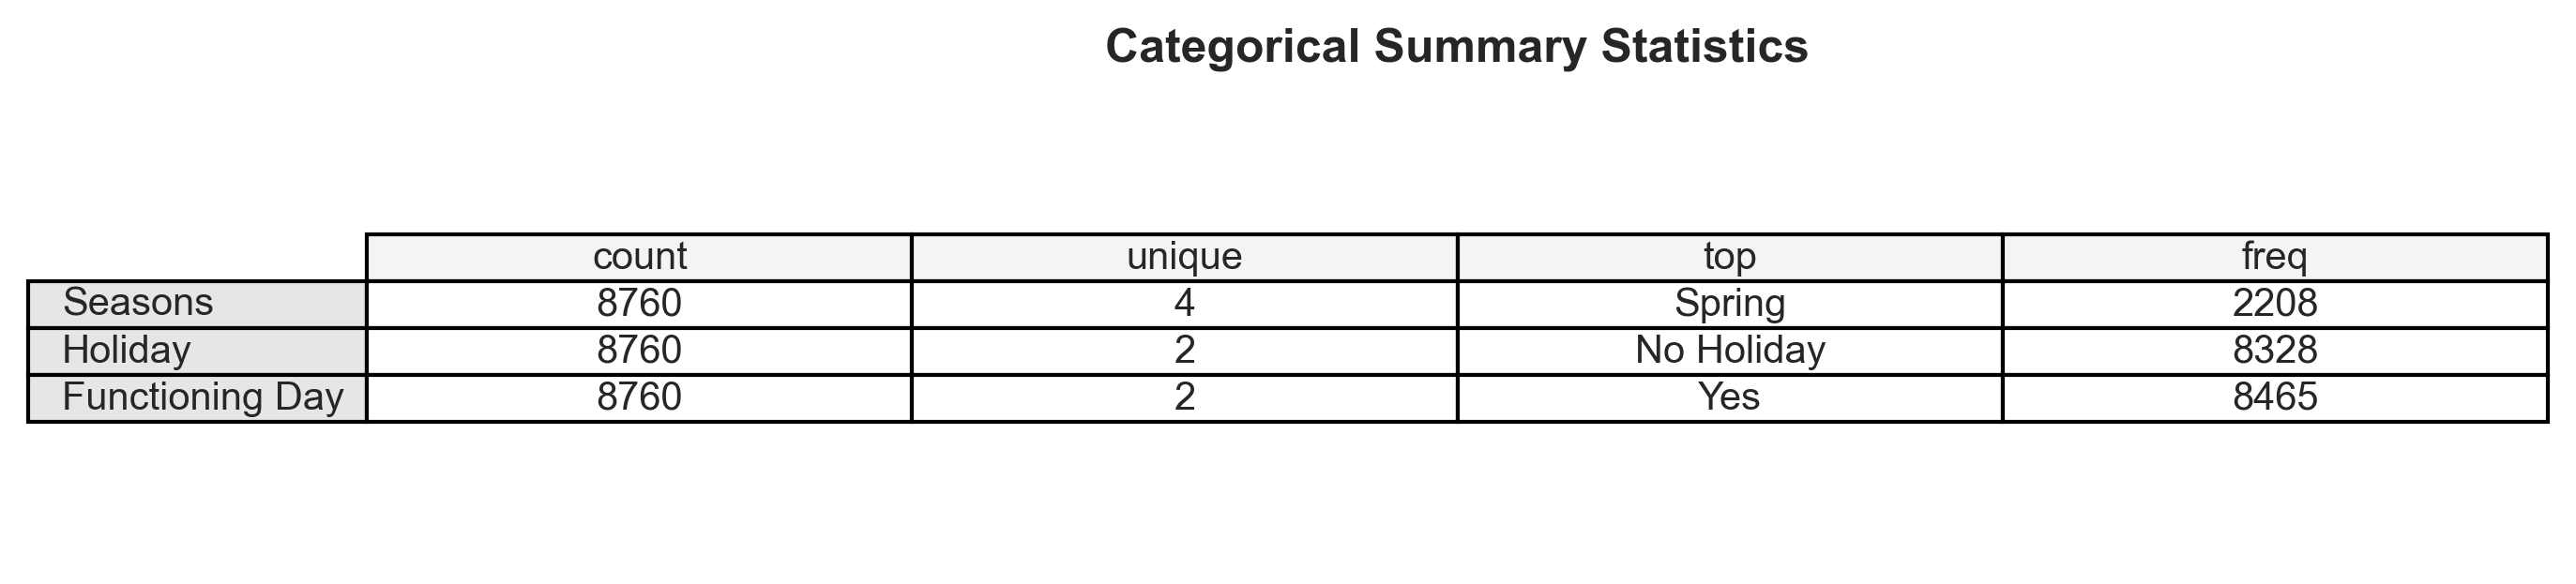 Categorical Summary Statistics
count unique top freq
Seasons 8760 4 Spring 2208
Holiday 8760 2 No Holiday 8328
Functioning Day 8760 2 Yes 8465